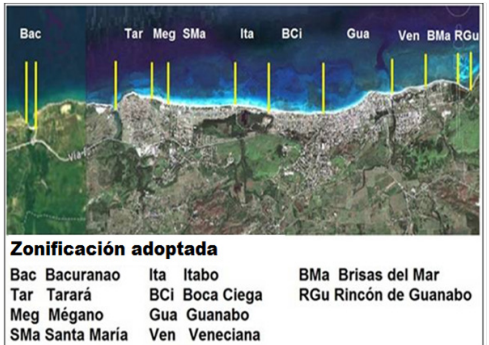 Bac Tar Meg SMa Ita BCi Gua Ven BMa RGu
Zonificación adoptada
Bac Bacuranao Ita Itabo BMa Brisas del Mar
Tar Tarará BCi Boca Ciega RGu Rincón de Guanabo
Meg Mégano Gua Guanabo
SMa Santa María Ven Veneciana